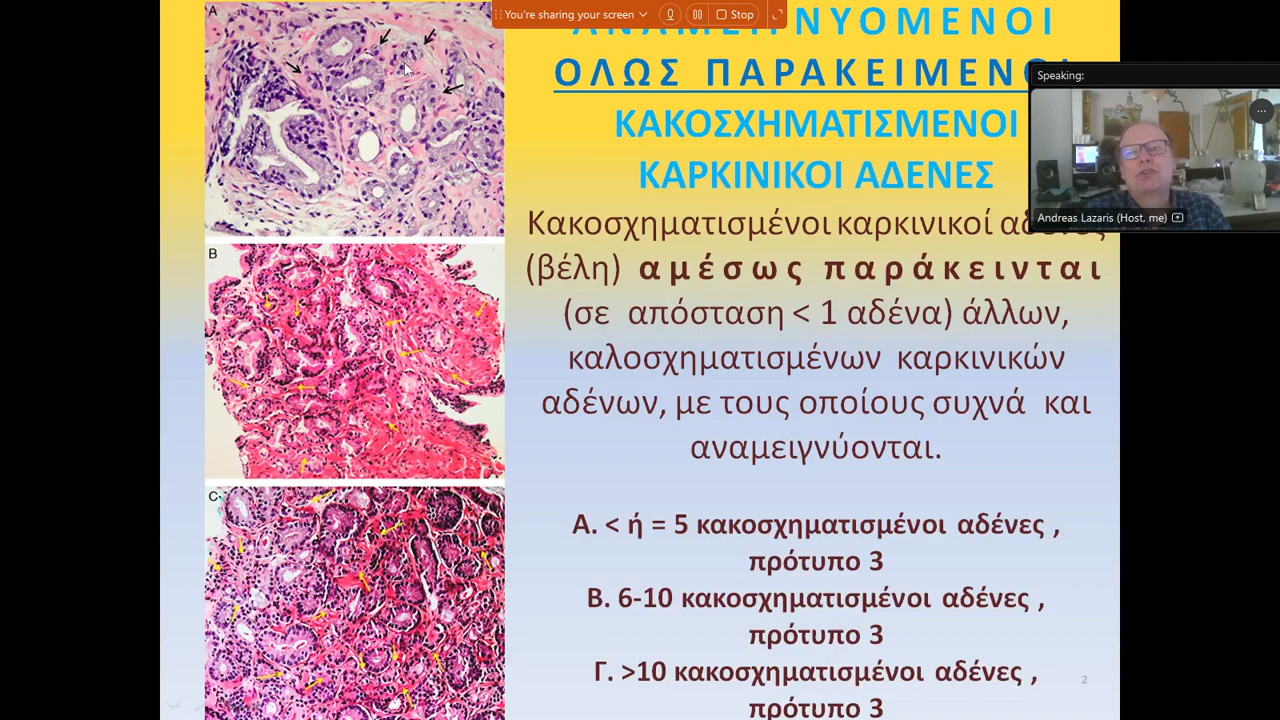 You're sharing your screen
Stop
ΟΛΩΣ ΠΑΡΑΚΕΙΜΕΝΟΙ
ΚΑΚΟΣΧΗΜΑΤΙΣΜΕΝΟΙ
ΚΑΡΚΙΝΙΚΟΙ ΑΔΕΝΕΣ
Κακοσχηματισμένοι καρκινικοί αδένες
(βέλη) αμέσως παράκεινται
(σε απόσταση < 1 αδένα) άλλων,
καλοσχηματισμένων καρκινικών
αδένων, με τους οποίους συχνά και
αναμειγνύονται.
Α. < ή = 5 κακοσχηματισμένοι αδένες ,
πρότυπο 3
Β. 6-10 κακοσχηματισμένοι αδένες ,
πρότυπο 3
Γ. >10 κακοσχηματισμένοι αδένες ,
πρότυπο 3
2
A
B
C
Speaking:
Andreas Lazaris (Host, me)